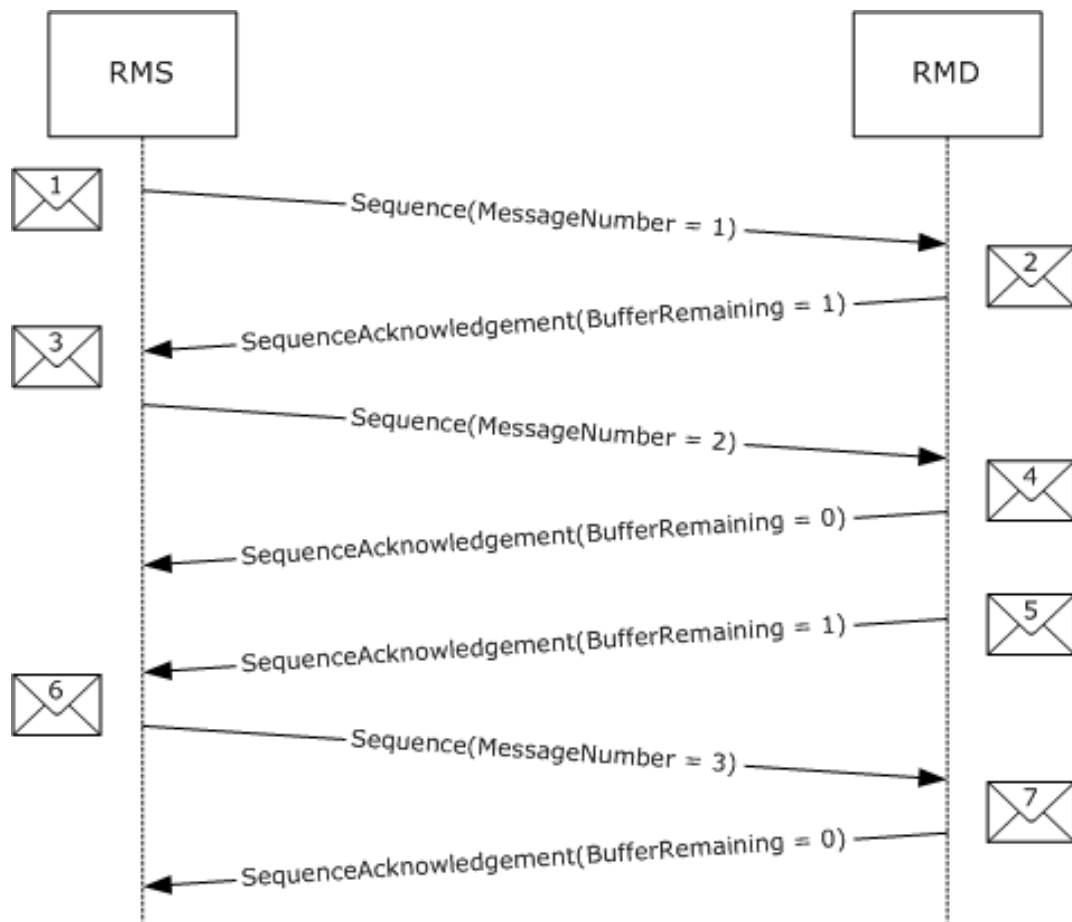 RMS
RMD
1
Sequence(MessageNumber = 1)
2
SequenceAcknowledgement(BufferRemaining = 1)
3
Sequence(MessageNumber = 2)
4
SequenceAcknowledgement(BufferRemaining = 0)
5
SequenceAcknowledgement(BufferRemaining = 1)
6
Sequence(MessageNumber = 3)
7
SequenceAcknowledgement(BufferRemaining = 0)